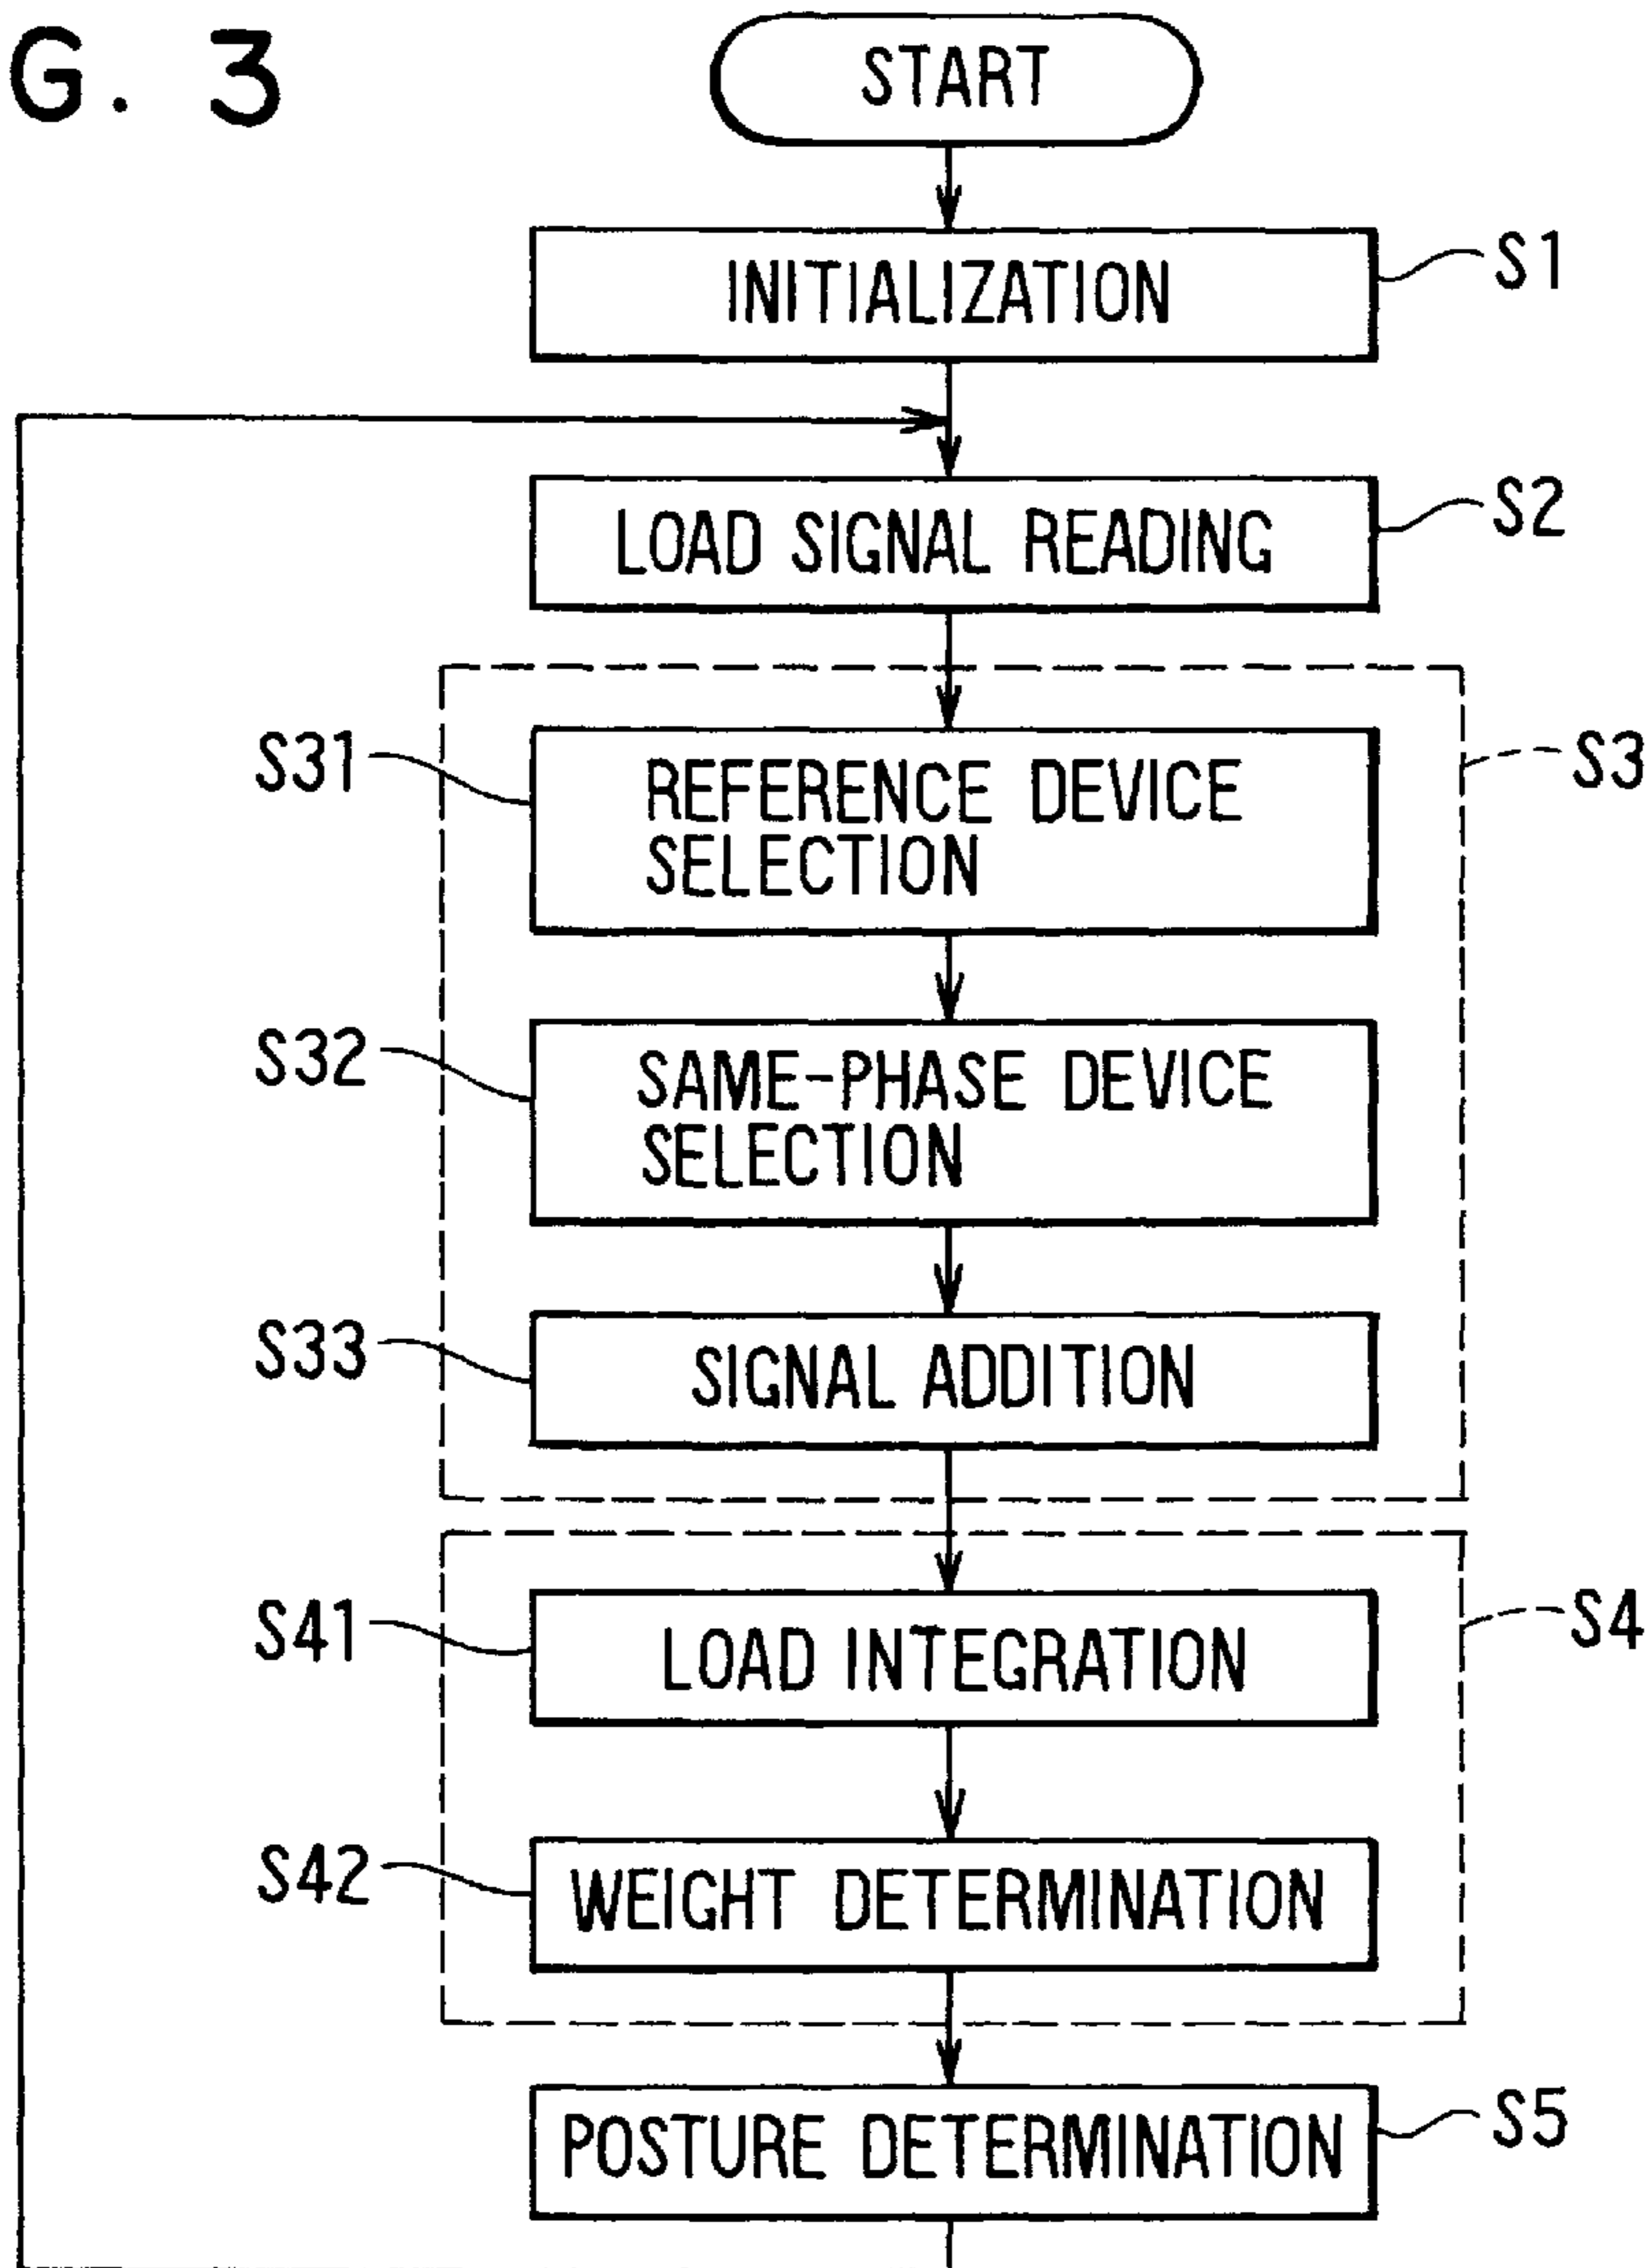 G. 3
START
INITIALIZATION
S1
LOAD SIGNAL READING
S2
S3
S31
REFERENCE DEVICE
SELECTION
S32
SAME-PHASE DEVICE
SELECTION
S33
SIGNAL ADDITION
S4
S41
LOAD INTEGRATION
S42
WEIGHT DETERMINATION
POSTURE DETERMINATION
S5